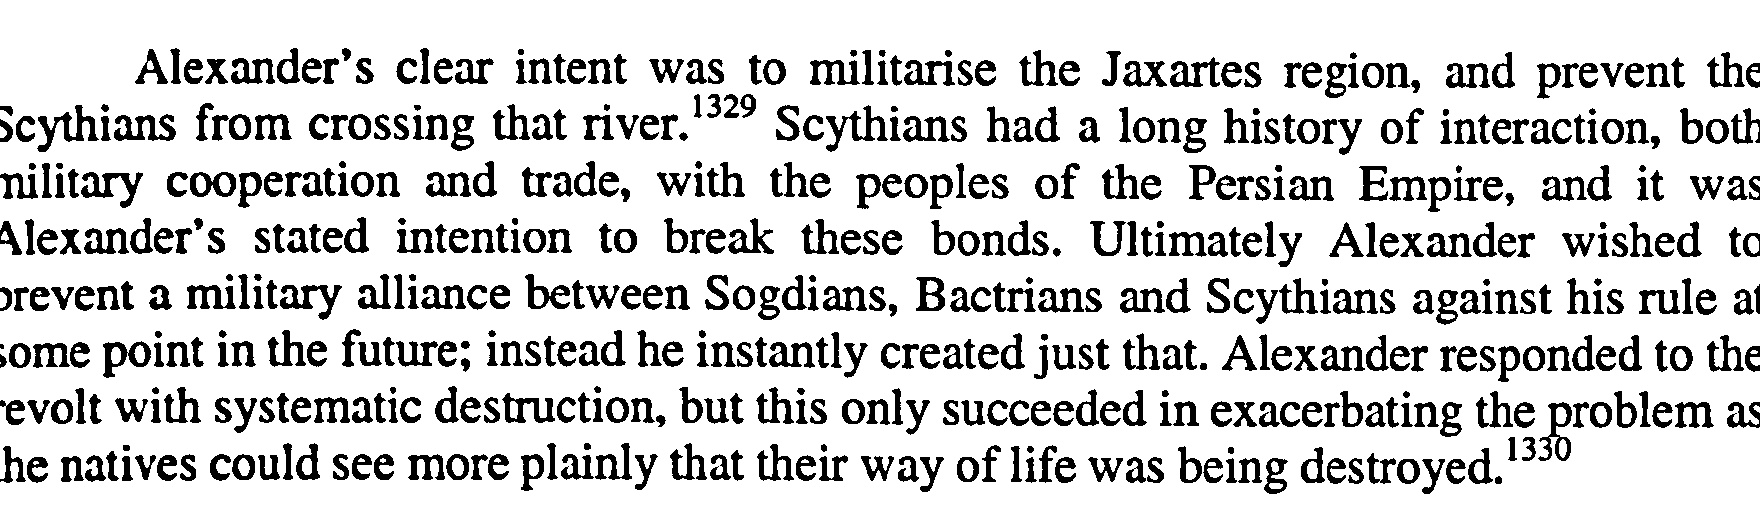 Alexander's clear intent was to militarise the Jaxartes region, and prevent the
Scythians from crossing that river.1329 Scythians had a long history of interaction, both
military cooperation and trade, with the peoples of the Persian Empire, and it was
Alexander's stated intention to break these bonds. Ultimately Alexander wished to
prevent a military alliance between Sogdians, Bactrians and Scythians against his rule at
some point in the future; instead he instantly created just that. Alexander responded to the
revolt with systematic destruction, but this only succeeded in exacerbating the problem as
the natives could see more plainly that their way of life was being destroyed.1330